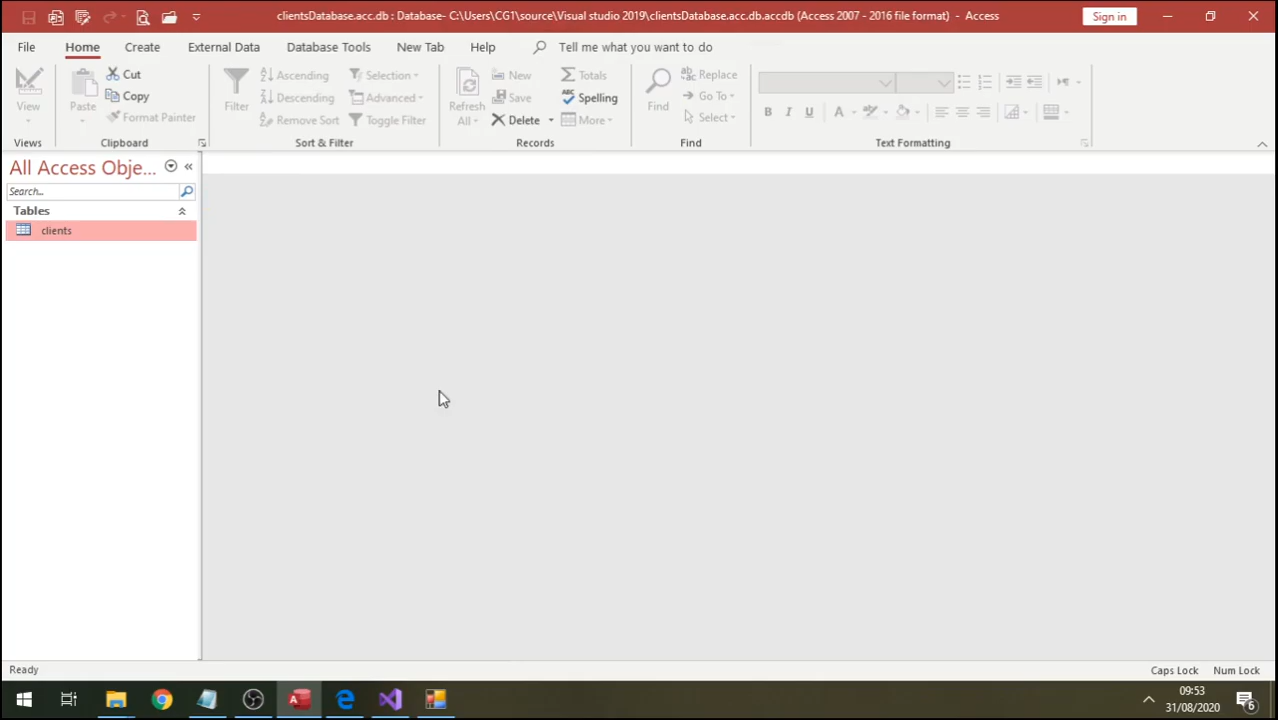 clientsDatabase.acc.db : Database- C:\Users\CG1\source\Visual studio 2019\clientsDatabase.acc.db.accdb (Access 2007 - 2016 file format) - Access
Sign in
File Home Create External Data Database Tools New Tab Help Tell me what you want to do
View
Views
Paste
Cut
Copy
Format Painter
Clipboard
Filter
Ascending
Descending
Remove Sort
Selection
Advanced
Toggle Filter
Sort & Filter
Refresh
All
New
Save
Delete
Totals
Spelling
More
Records
Find
Replace
Go To
Select
Find
B I U A
Text Formatting
All Access Obje...
Search...
Tables
clients
Ready
Caps Lock Num Lock
09:53
31/08/2020
6